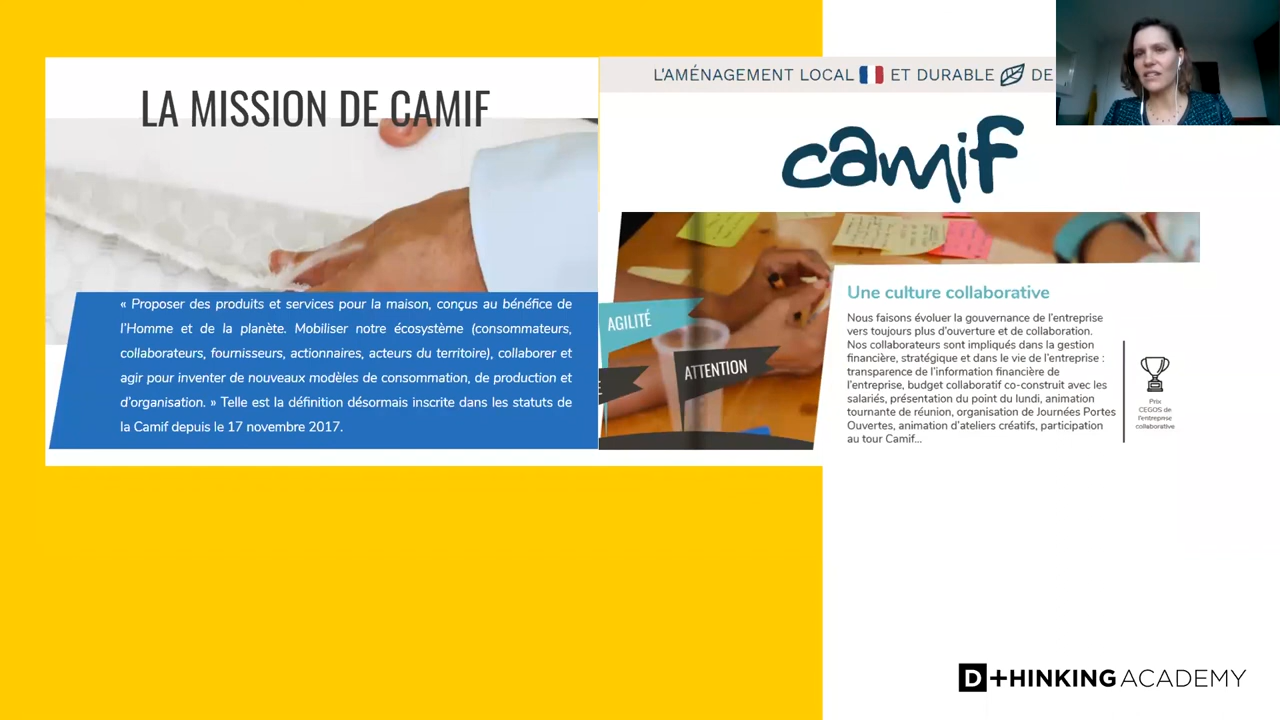 LA MISSION DE CAMIF
« Proposer des produits et services pour la maison, conçus au bénéfice de
l'Homme et de la planète. Mobiliser notre écosystème (consommateurs,
collaborateurs, fournisseurs, actionnaires, acteurs du territoire), collaborer et
agir pour inventer de nouveaux modèles de consommation, de production et
d'organisation. » Telle est la définition désormais inscrite dans les statuts de
la Camif depuis le 17 novembre 2017.
L'AMÉNAGEMENT LOCAL ET DURABLE DE
camif
AGILITÉ
ATTENTION
Une culture collaborative
Nous faisons évoluer la gouvernance de l'entreprise
vers toujours plus d'ouverture et de collaboration.
Nos collaborateurs sont impliqués dans la gestion
financière, stratégique et dans le vie de l'entreprise :
transparence de l'information financière de
l'entreprise, budget collaboratif co-construit avec les
salariés, présentation du point du lundi, animation
tournante de réunion, organisation de Journées Portes
Ouvertes, animation d'ateliers créatifs, participation
au tour Camif...
Prix
CEGOS de
l'entreprise
collaborative
D+HINKING ACADEMY